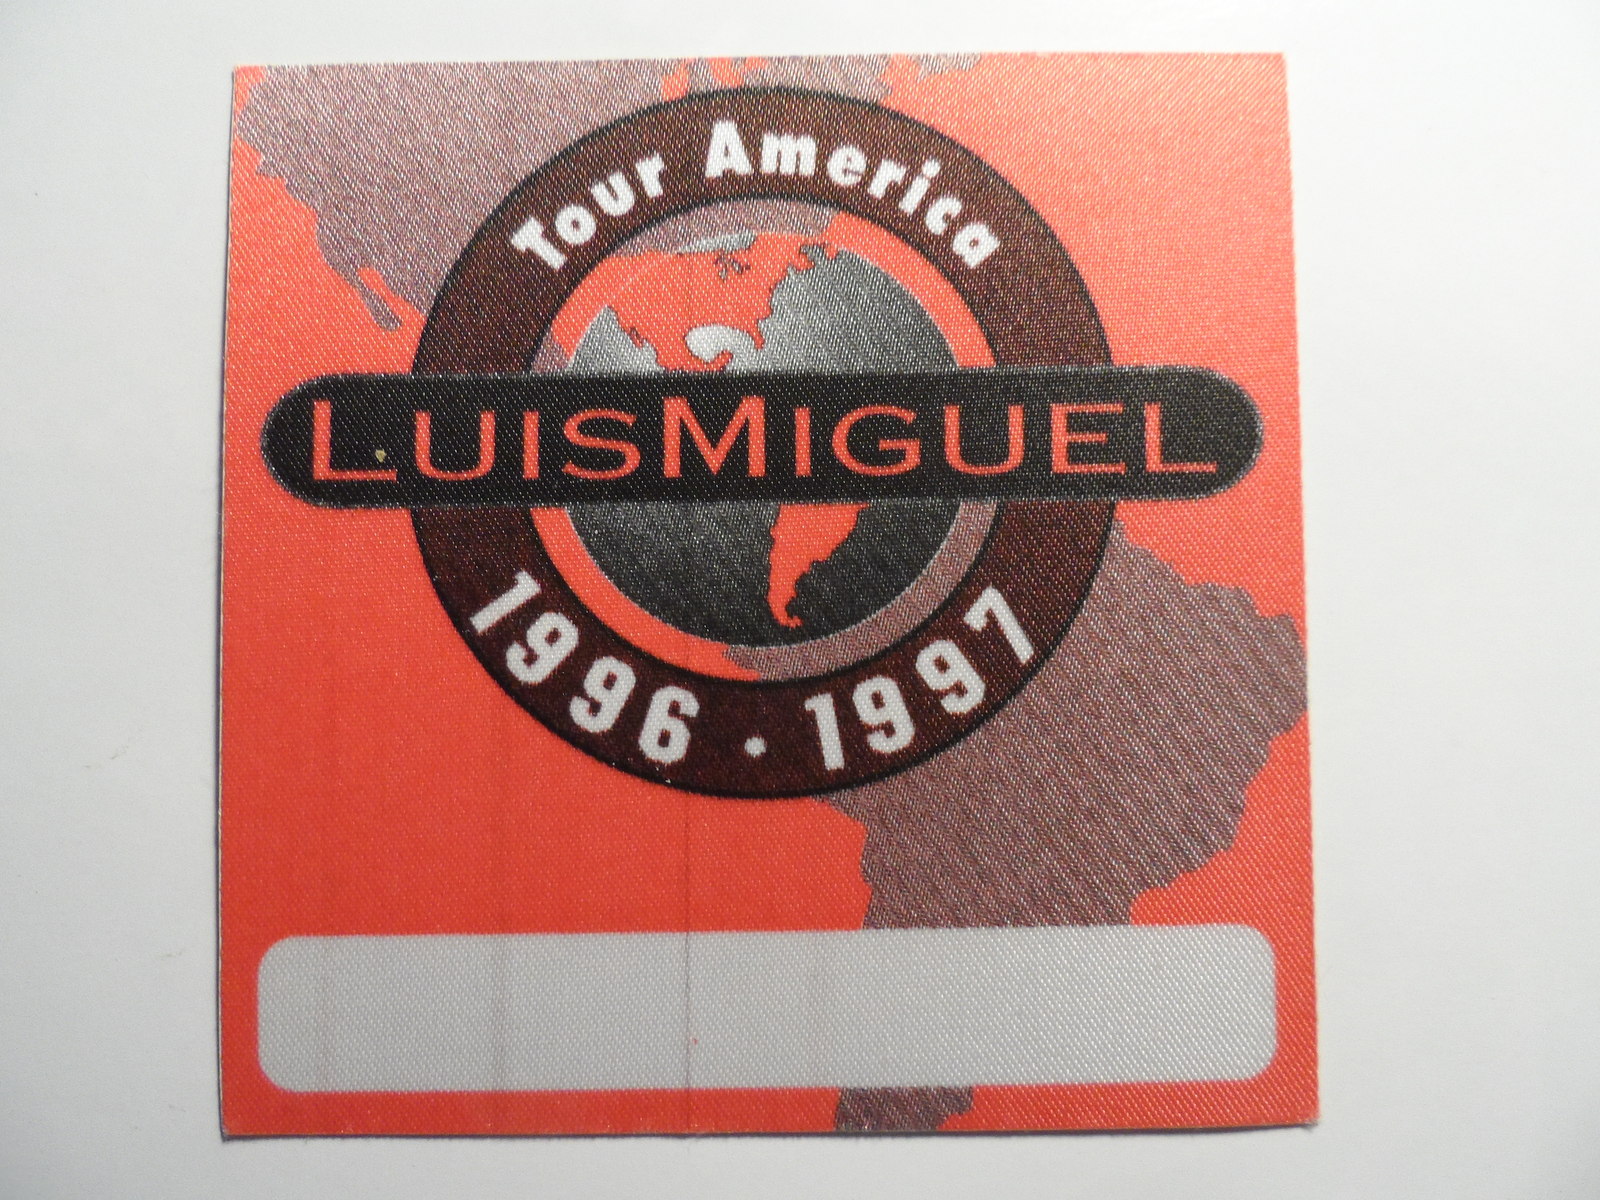 Tour America
LUISMIGUEL
1996 · 1997